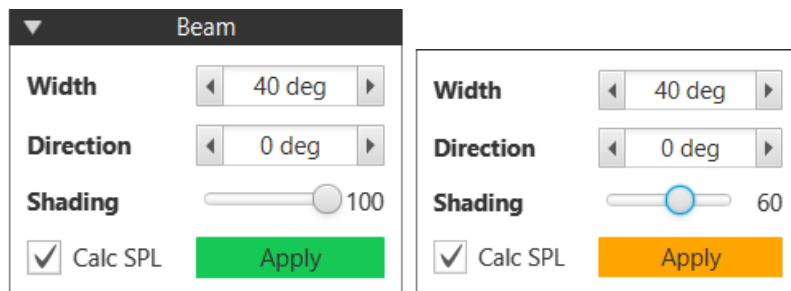 Beam
Width 40 deg
Direction 0 deg
Shading 100
Calc SPL Apply
Width 40 deg
Direction 0 deg
Shading 60
Calc SPL Apply